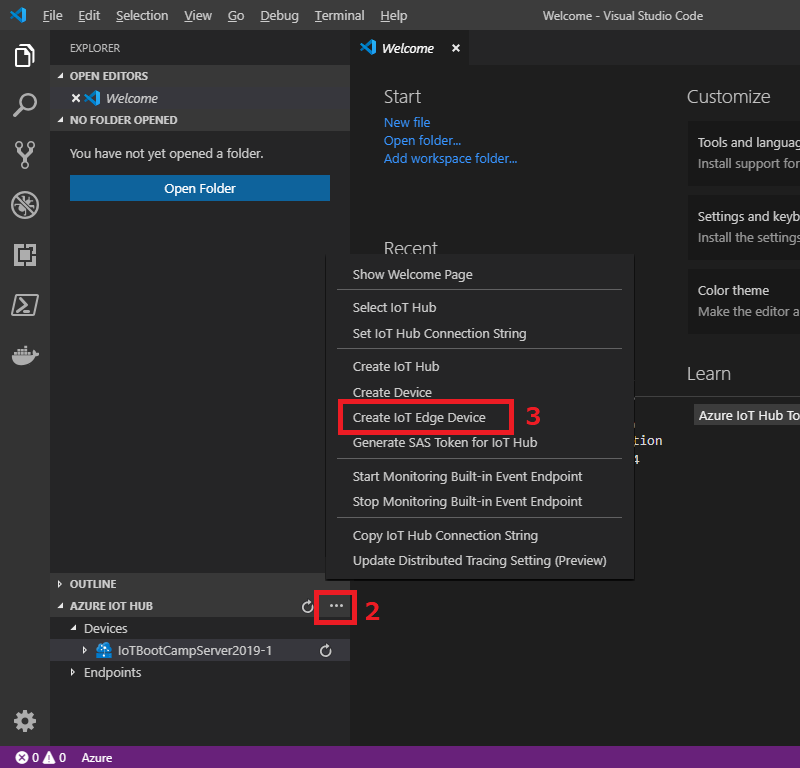 File Edit Selection View Go Debug Terminal Help Welcome - Visual Studio Code
EXPLORER
OPEN EDITORS
Welcome
NO FOLDER OPENED
You have not yet opened a folder.
Open Folder
Welcome
Start
New file
Open folder...
Add workspace folder...
Recent
Customize
Tools and languag
Install support for
Settings and keyb
Install the settings
Color theme
Make the editor a
Learn
Azure IoT Hub To
tion
4
Show Welcome Page
Select IoT Hub
Set IoT Hub Connection String
Create IoT Hub
Create Device
Create IoT Edge Device 3
Generate SAS Token for IoT Hub
Start Monitoring Built-in Event Endpoint
Stop Monitoring Built-in Event Endpoint
Copy IoT Hub Connection String
Update Distributed Tracing Setting (Preview)
OUTLINE
AZURE IOT HUB ... 2
Devices
IoTBootCampServer2019-1
Endpoints
0 0 Azure